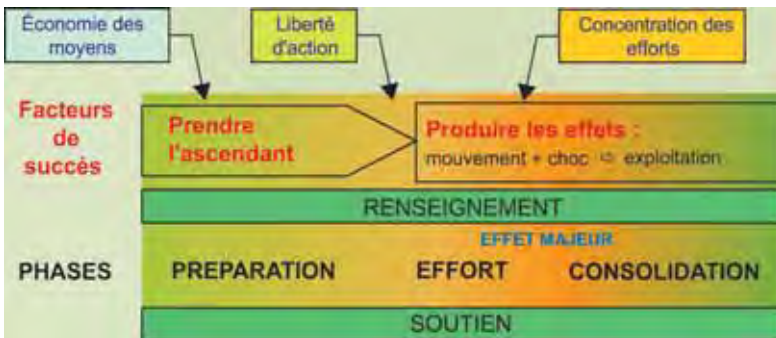 Économie des
moyens
Liberté
d'action
Concentration des
efforts
Facteurs
de
succès
Prendre
l'ascendant
Produire les effets :
mouvement + choc ⇨ exploitation
RENSEIGNEMENT
EFFET MAJEUR
PHASES
PREPARATION
EFFORT
CONSOLIDATION
SOUTIEN